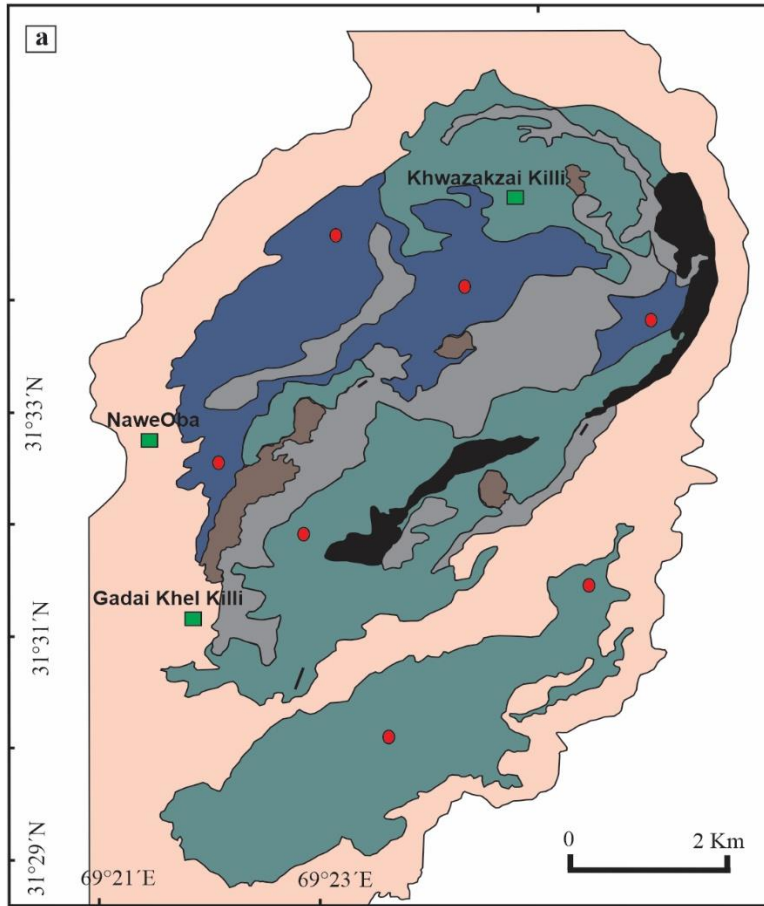 a
Khwazakzai Killi
31°33´N
NaweOba
Gadai Khel Killi
31°31´N
31°29´N
0 2 Km
69°21´E 69°23´E